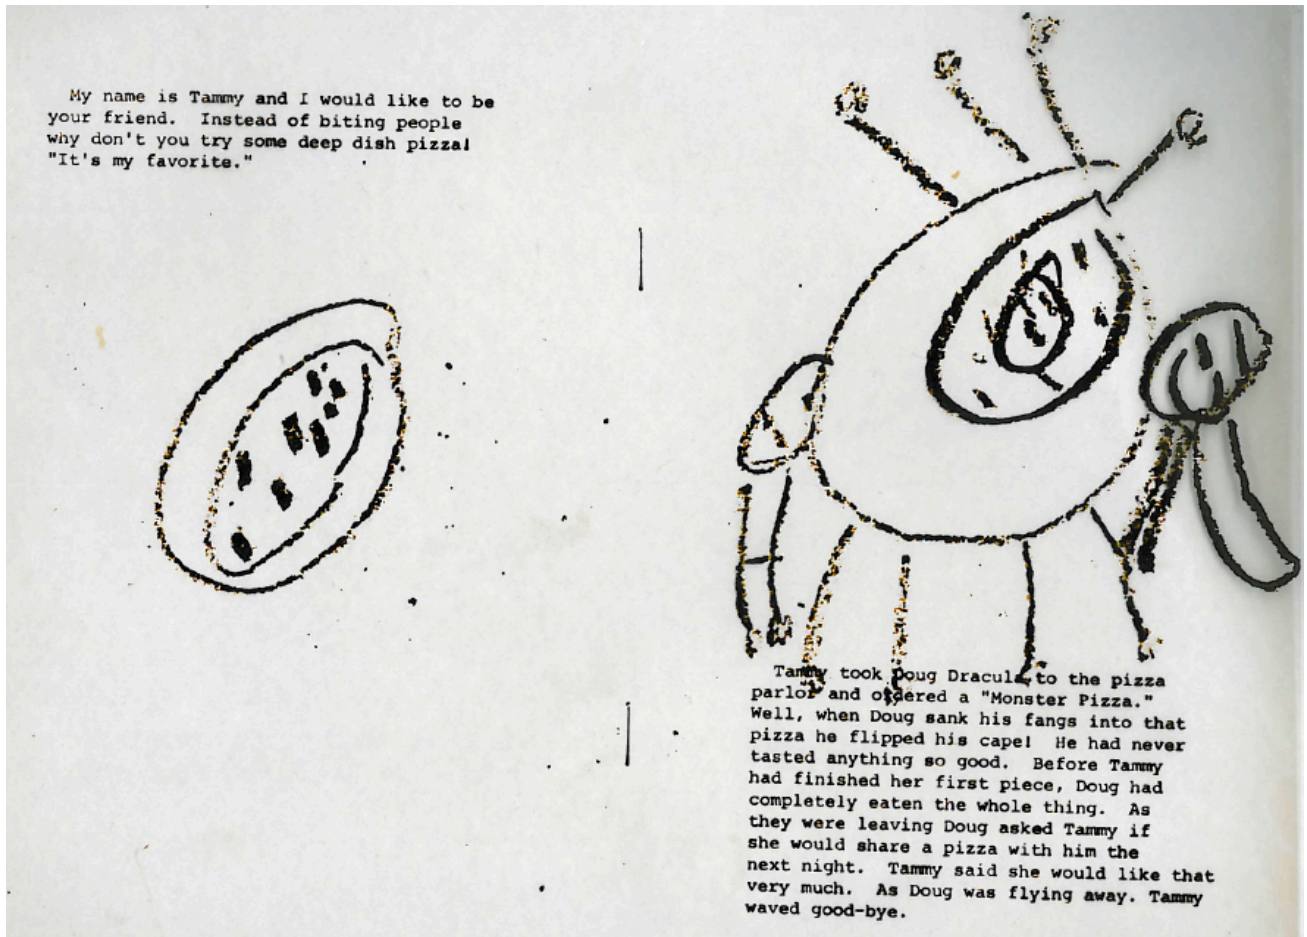 My name is Tammy and I would like to be
your friend. Instead of biting people
why don't you try some deep dish pizza!
"It's my favorite."
Tammy took Doug Dracula to the pizza
parlor and ordered a "Monster Pizza."
Well, when Doug sank his fangs into that
pizza he flipped his cape! He had never
tasted anything so good. Before Tammy
had finished her first piece, Doug had
completely eaten the whole thing. As
they were leaving Doug asked Tammy if
she would share a pizza with him the
next night. Tammy said she would like that
very much. As Doug was flying away. Tammy
waved good-bye.